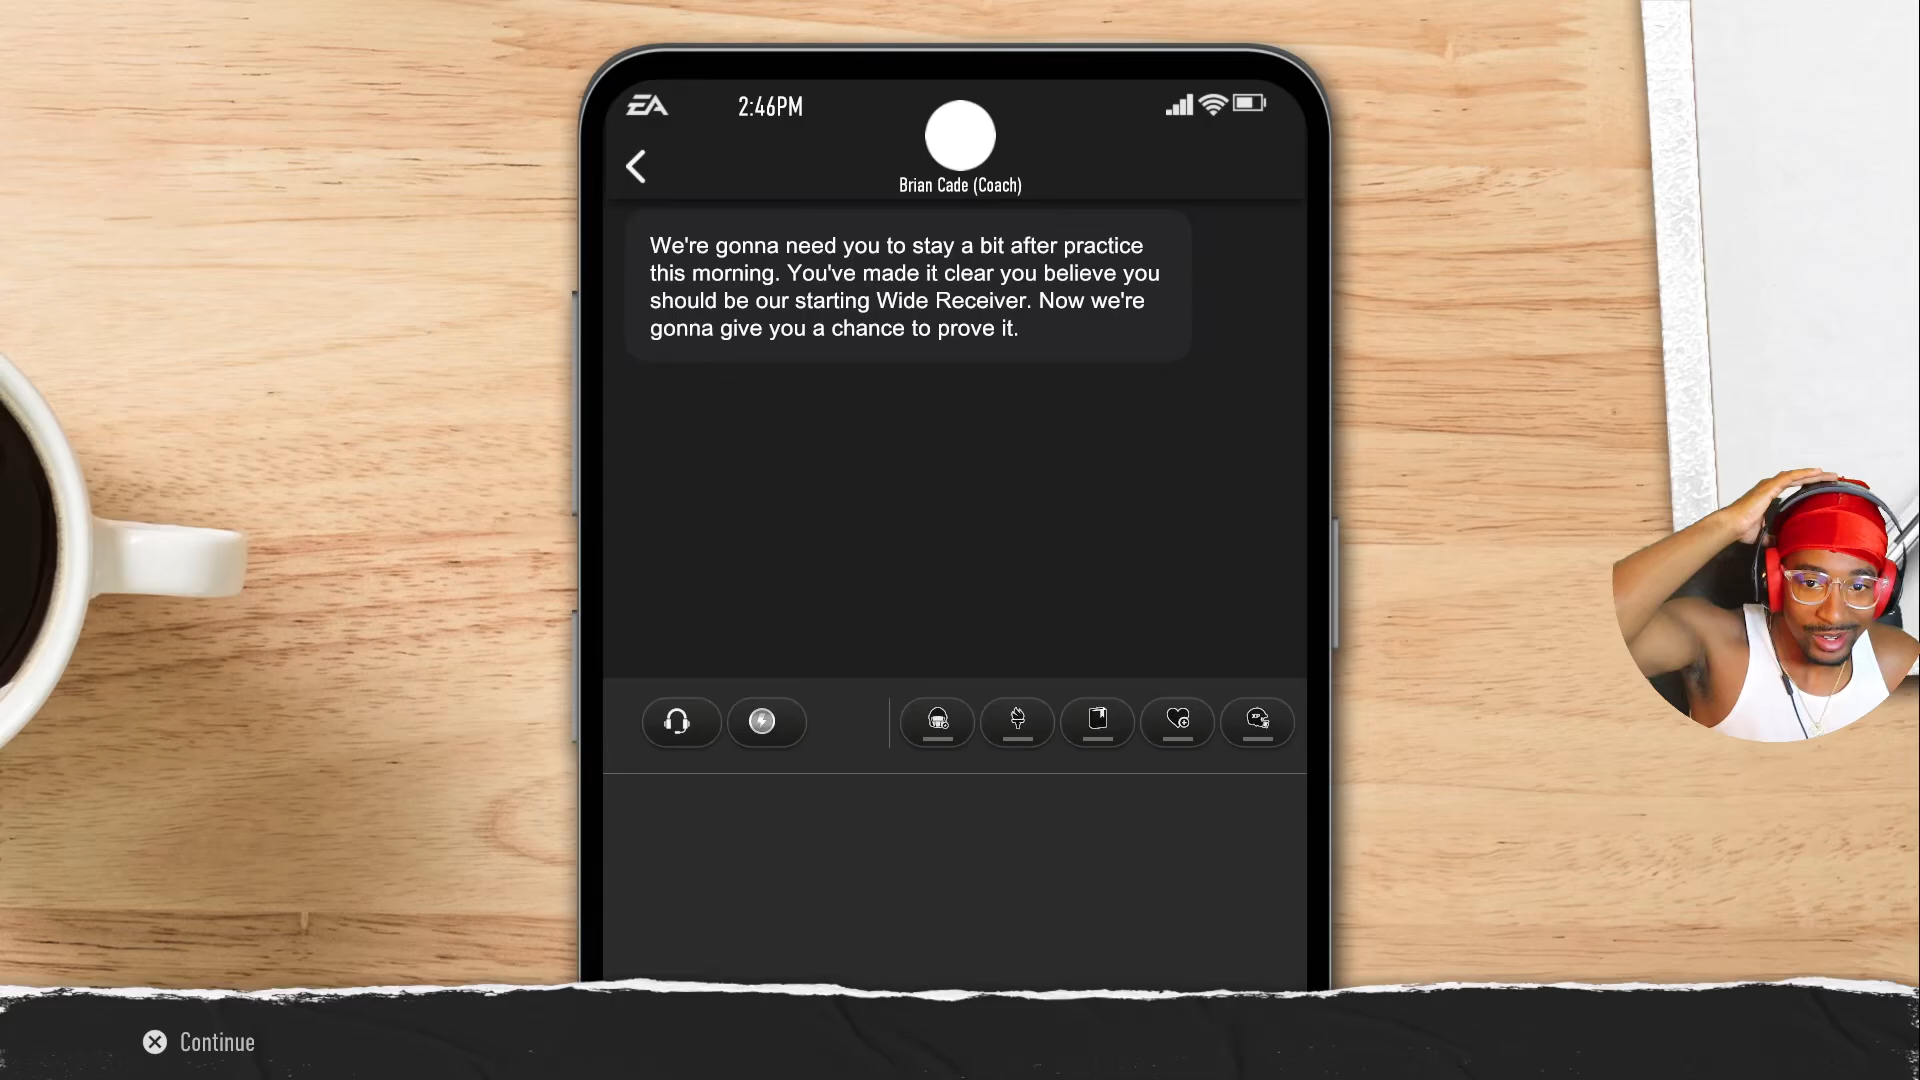 EA
2:46PM
Brian Cade (Coach)
We're gonna need you to stay a bit after practice
this morning. You've made it clear you believe you
should be our starting Wide Receiver. Now we're
gonna give you a chance to prove it.
XP
Continue